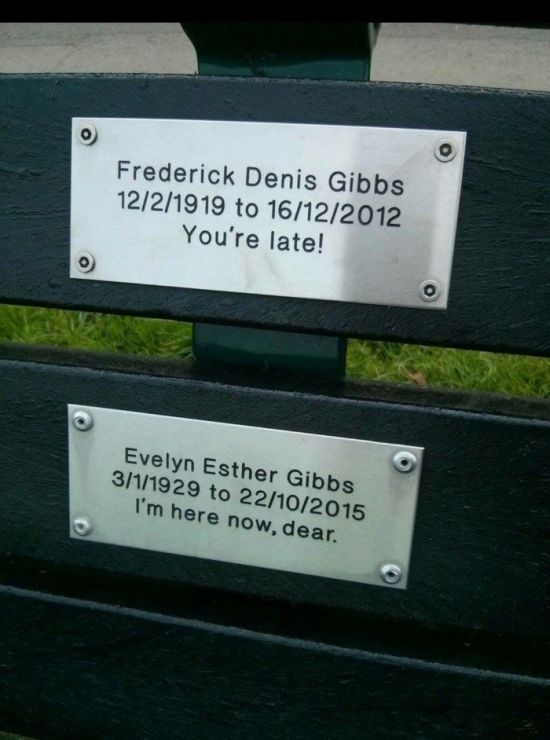 Frederick Denis Gibbs
12/2/1919 to 16/12/2012
You're late!
Evelyn Esther Gibbs
3/1/1929 to 22/10/2015
I'm here now, dear.